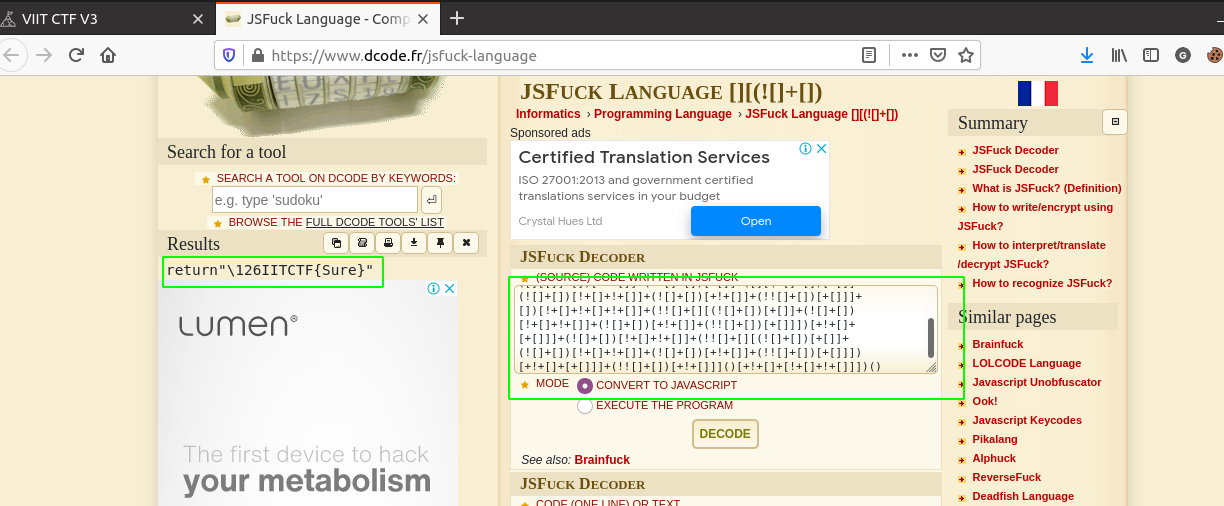 VIIT CTF V3
JSFuck Language - Comp
https://www.dcode.fr/jsfuck-language
G
Search for a tool
SEARCH A TOOL ON DCODE BY KEYWORDS:
e.g. type 'sudoku'
BROWSE THE FULL DCODE TOOLS' LIST
Results
return"\126IITCTF{Sure}"
LUMEN®
The first device to hack
your metabolism
JSFUCK LANGUAGE [][(![]+[])
Informatics › Programming Language › JSFuck Language [][(![]+[])
Sponsored ads
Certified Translation Services
ISO 27001:2013 and government certified
translations services in your budget
Crystal Hues Ltd
Open
JSFUCK DECODER
(SOURCE) CODE WRITTEN IN JSFUCK
(![]+[])[!+[]+!+[]]+(![]+[])[+!+[]]+(!![]+[])[+[]]]+
[])[!+[]+!+[]+!+[]]+(!![]+[][(![]+[])[+[]]+(![]+[])
[!+[]+!+[]]+(![]+[])[+!+[]]+(!![]+[])[+[]]])[+!+[]+
[+[]]]+(![]+[])[!+[]+!+[]]+(!![]+[][(![]+[])[+[]]+
(![]+[])[!+[]+!+[]]+(![]+[])[+!+[]]+(!![]+[])[+[]]])
[+!+[]+[+[]]]+(!![]+[])[+!+[]]]()[+!+[]+[!+[]+!+[]]])()
MODE
CONVERT TO JAVASCRIPT
EXECUTE THE PROGRAM
DECODE
See also: Brainfuck
JSFUCK DECODER
CODE (ONE LINE) OR TEXT
Summary
JSFuck Decoder
JSFuck Decoder
What is JSFuck? (Definition)
How to write/encrypt using
JSFuck?
How to interpret/translate
/decrypt JSFuck?
How to recognize JSFuck?
Similar pages
Brainfuck
LOLCODE Language
Javascript Unobfuscator
Ook!
Javascript Keycodes
Pikalang
Alphuck
ReverseFuck
Deadfish Language